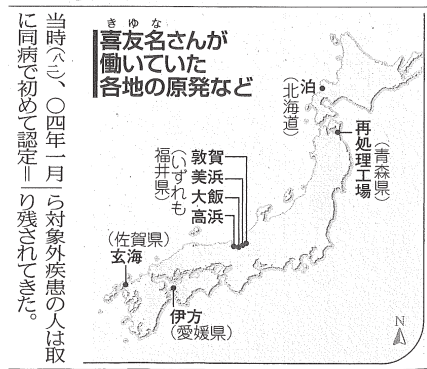 きゆな
喜友名さんが
働いていた
各地の原発など
泊
(北海道)
再処理工場
(青森県)
敦賀
美浜
大飯
高浜
(いずれも
福井県)
(佐賀県)
玄海
伊方
(愛媛県)
N
ら対象外疾患の人は取
り残されてきた。
当時(八二)、〇四年一月
に同病で初めて認定＝